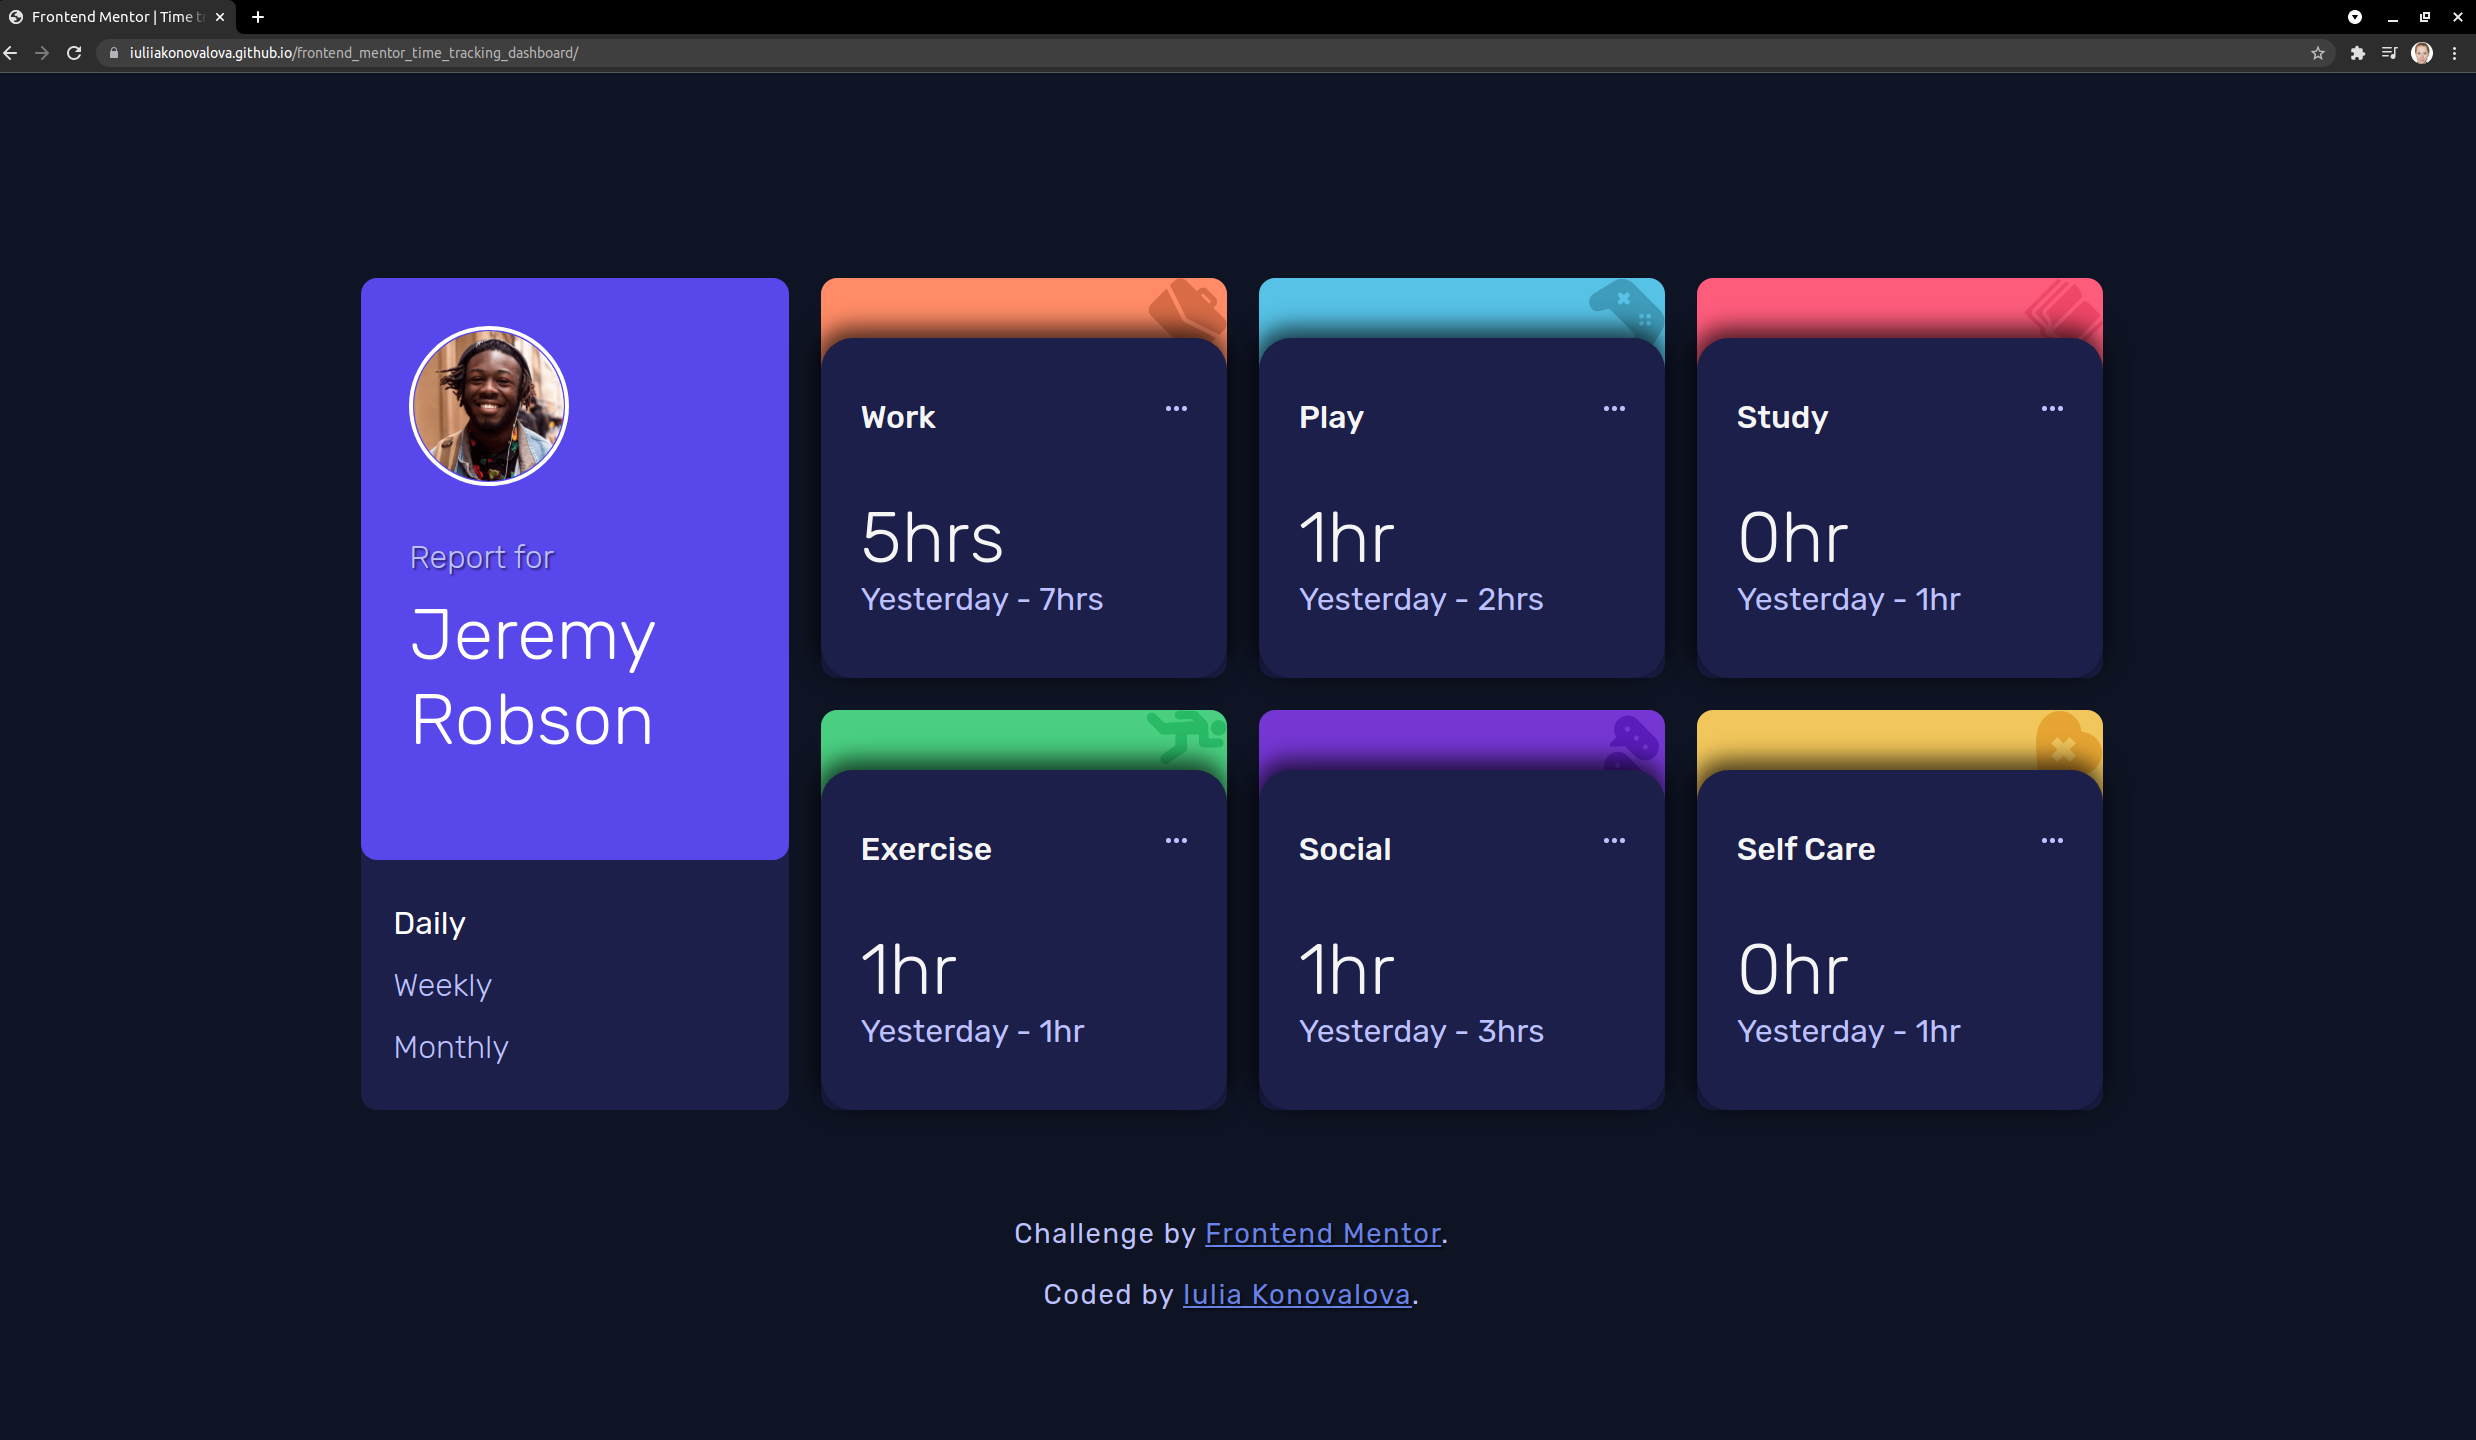 Frontend Mentor | Time t
iuliiakonovalova.github.io/frontend_mentor_time_tracking_dashboard/
Report for
Jeremy
Robson
Daily
Weekly
Monthly
Work
5hrs
Yesterday - 7hrs
Play
1hr
Yesterday - 2hrs
Study
0hr
Yesterday - 1hr
Exercise
1hr
Yesterday - 1hr
Social
1hr
Yesterday - 3hrs
Self Care
0hr
Yesterday - 1hr
Challenge by Frontend Mentor.
Coded by Iulia Konovalova.